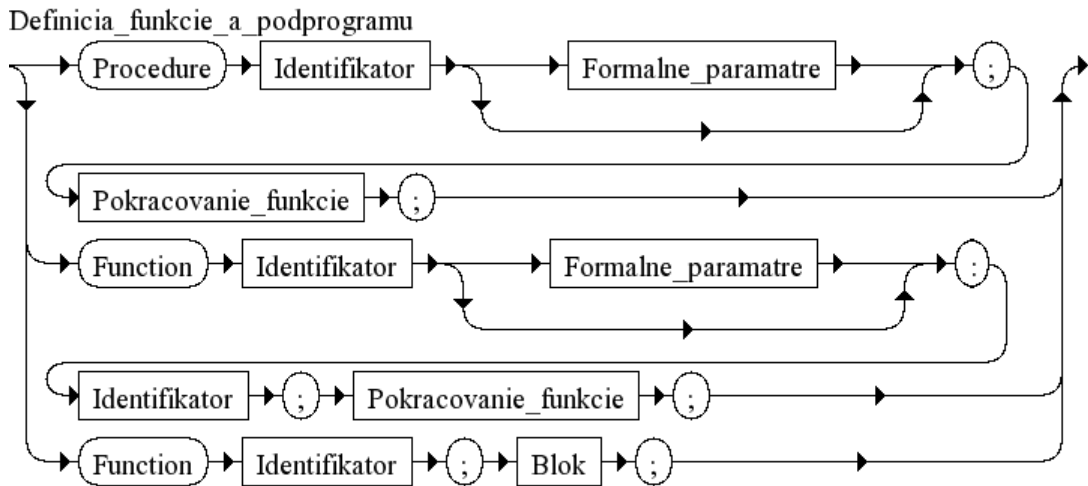 Definicia_funkcie_a_podprogramu
Procedure Identifikator Formalne_paramatre ;
Pokracovanie_funkcie ;
Function Identifikator Formalne_paramatre :
Identifikator ; Pokracovanie_funkcie ;
Function Identifikator ; Blok ;